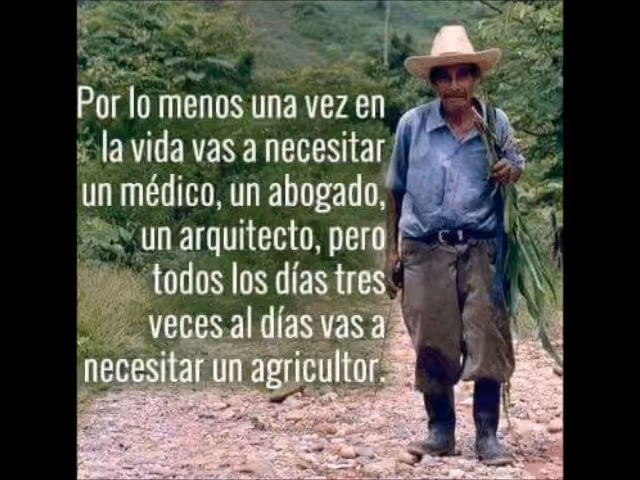 Por lo menos una vez en
la vida vas a necesitar
un médico, un abogado,
un arquitecto, pero
todos los días tres
veces al días vas a
necesitar un agricultor.